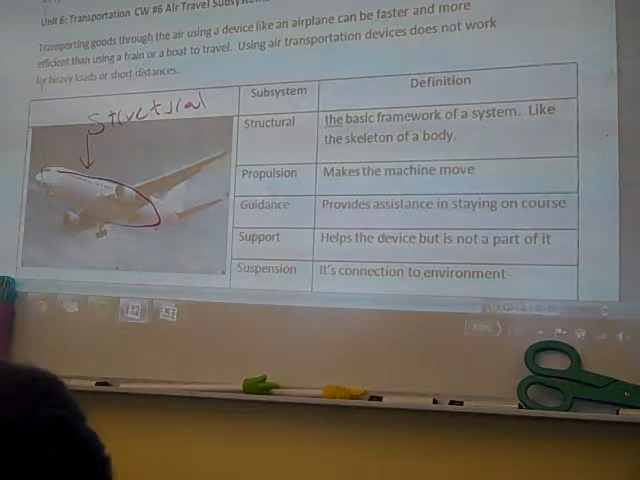 Unit 6: Transportation CW #6 Air Travel
Transporting goods through the air using a device like an airplane can be faster and more
efficient than using a train or a boat to travel. Using air transportation devices does not work
for heavy loads or short distances.
Structural
Subsystem Definition
Structural the basic framework of a system. Like
the skeleton of a body.
Propulsion Makes the machine move
Guidance Provides assistance in staying on course
Support Helps the device but is not a part of it
Suspension It's connection to environment